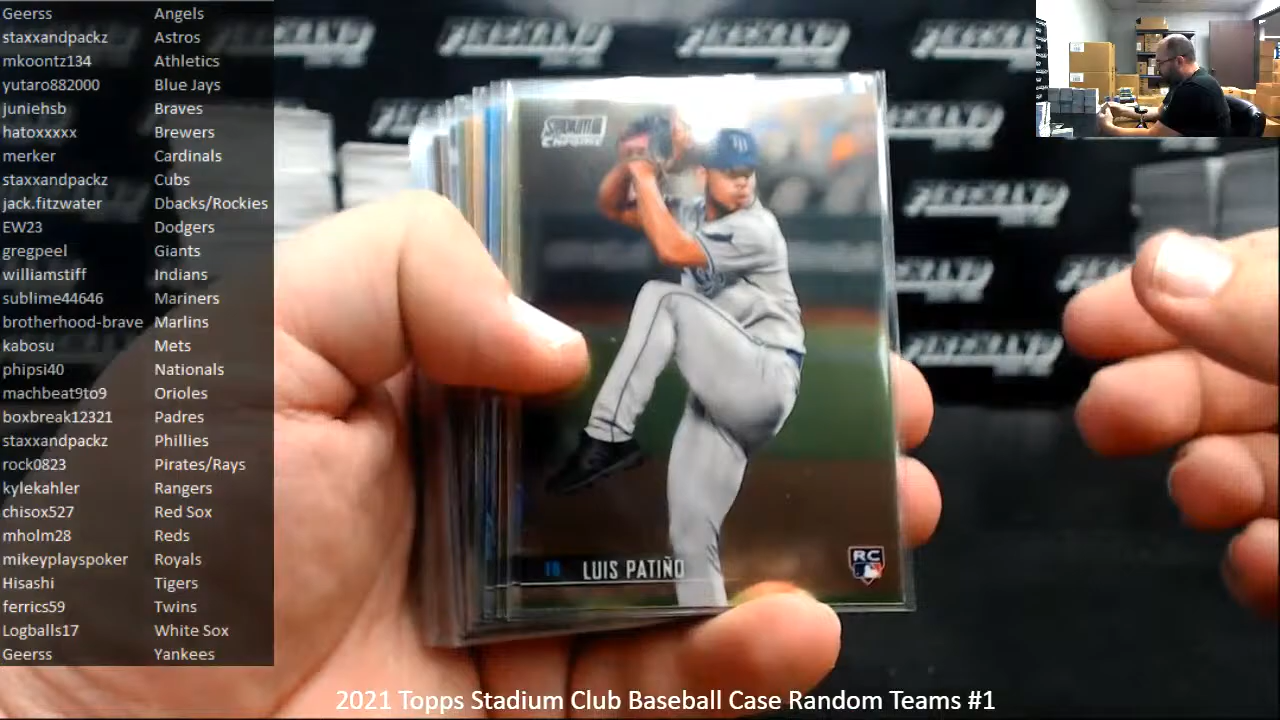 Geerss Angels
staxxandpackz Astros
mkoontz134 Athletics
yutaro882000 Blue Jays
juniehsb Braves
hatoxxxxx Brewers
merker Cardinals
staxxandpackz Cubs
jack.fitzwater Dbacks/Rockies
EW23 Dodgers
gregpeel Giants
williamstiff Indians
sublime44646 Mariners
brotherhood-brave Marlins
kabosu Mets
phipsi40 Nationals
machbeat9to9 Orioles
boxbreak12321 Padres
staxxandpackz Phillies
rock0823 Pirates/Rays
kylekahler Rangers
chisox527 Red Sox
mholm28 Reds
mikeyplayspoker Royals
Hisashi Tigers
ferrics59 Twins
Logballs17 White Sox
Geerss Yankees
STADIUM
CHROME
TB
LUIS PATIÑO
RC
2021 Topps Stadium Club Baseball Case Random Teams #1